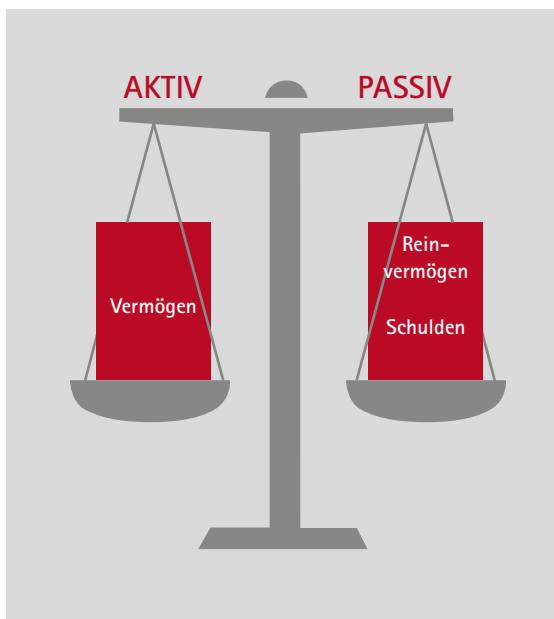 AKTIV
PASSIV
Vermögen
Rein-
vermögen
Schulden